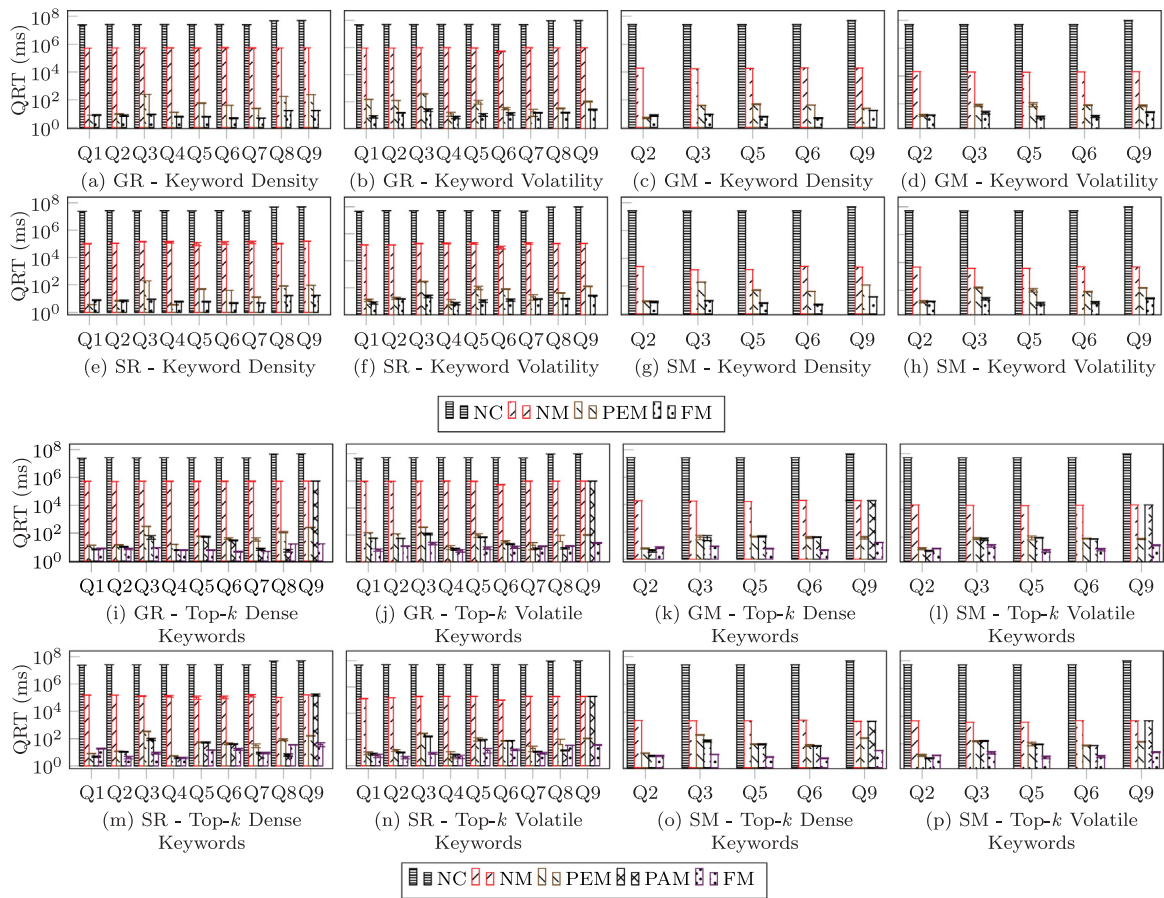 QRT (ms)
10^8
10^6
10^4
10^2
10^0
Q1 Q2 Q3 Q4 Q5 Q6 Q7 Q8 Q9
(a) GR - Keyword Density
Q1 Q2 Q3 Q4 Q5 Q6 Q7 Q8 Q9
(b) GR - Keyword Volatility
Q2 Q3 Q5 Q6 Q9
(c) GM - Keyword Density
Q2 Q3 Q5 Q6 Q9
(d) GM - Keyword Volatility
QRT (ms)
10^8
10^6
10^4
10^2
10^0
Q1 Q2 Q3 Q4 Q5 Q6 Q7 Q8 Q9
(e) SR - Keyword Density
Q1 Q2 Q3 Q4 Q5 Q6 Q7 Q8 Q9
(f) SR - Keyword Volatility
Q2 Q3 Q5 Q6 Q9
(g) SM - Keyword Density
Q2 Q3 Q5 Q6 Q9
(h) SM - Keyword Volatility
NC NM PEM FM
QRT (ms)
10^8
10^6
10^4
10^2
10^0
Q1 Q2 Q3 Q4 Q5 Q6 Q7 Q8 Q9
(i) GR - Top-k Dense
Keywords
Q1 Q2 Q3 Q4 Q5 Q6 Q7 Q8 Q9
(j) GR - Top-k Volatile
Keywords
Q2 Q3 Q5 Q6 Q9
(k) GM - Top-k Dense
Keywords
Q2 Q3 Q5 Q6 Q9
(l) SM - Top-k Volatile
Keywords
QRT (ms)
10^8
10^6
10^4
10^2
10^0
Q1 Q2 Q3 Q4 Q5 Q6 Q7 Q8 Q9
(m) SR - Top-k Dense
Keywords
Q1 Q2 Q3 Q4 Q5 Q6 Q7 Q8 Q9
(n) SR - Top-k Volatile
Keywords
Q2 Q3 Q5 Q6 Q9
(o) SM - Top-k Dense
Keywords
Q2 Q3 Q5 Q6 Q9
(p) SM - Top-k Volatile
Keywords
NC NM PEM PAM FM